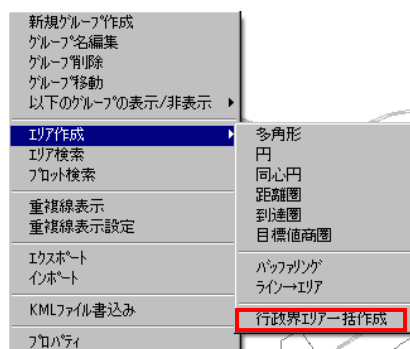 新規ｸﾞﾙｰﾌﾟ作成
ｸﾞﾙｰﾌﾟ名編集
ｸﾞﾙｰﾌﾟ削除
ｸﾞﾙｰﾌﾟ移動
以下のｸﾞﾙｰﾌﾟの表示/非表示
ｴﾘｱ作成
ｴﾘｱ検索
ﾌﾟﾛｯﾄ検索
重複線表示
重複線表示設定
ｴｸｽﾎﾟｰﾄ
ｲﾝﾎﾟｰﾄ
KMLﾌｧｲﾙ書込み
ﾌﾟﾛﾊﾟﾃｨ
多角形
円
同心円
距離圏
到達圏
目標値商圏
ﾊﾞｯﾌｧﾘﾝｸﾞ
ﾗｲﾝ→ｴﾘｱ
行政界ｴﾘｱ一括作成